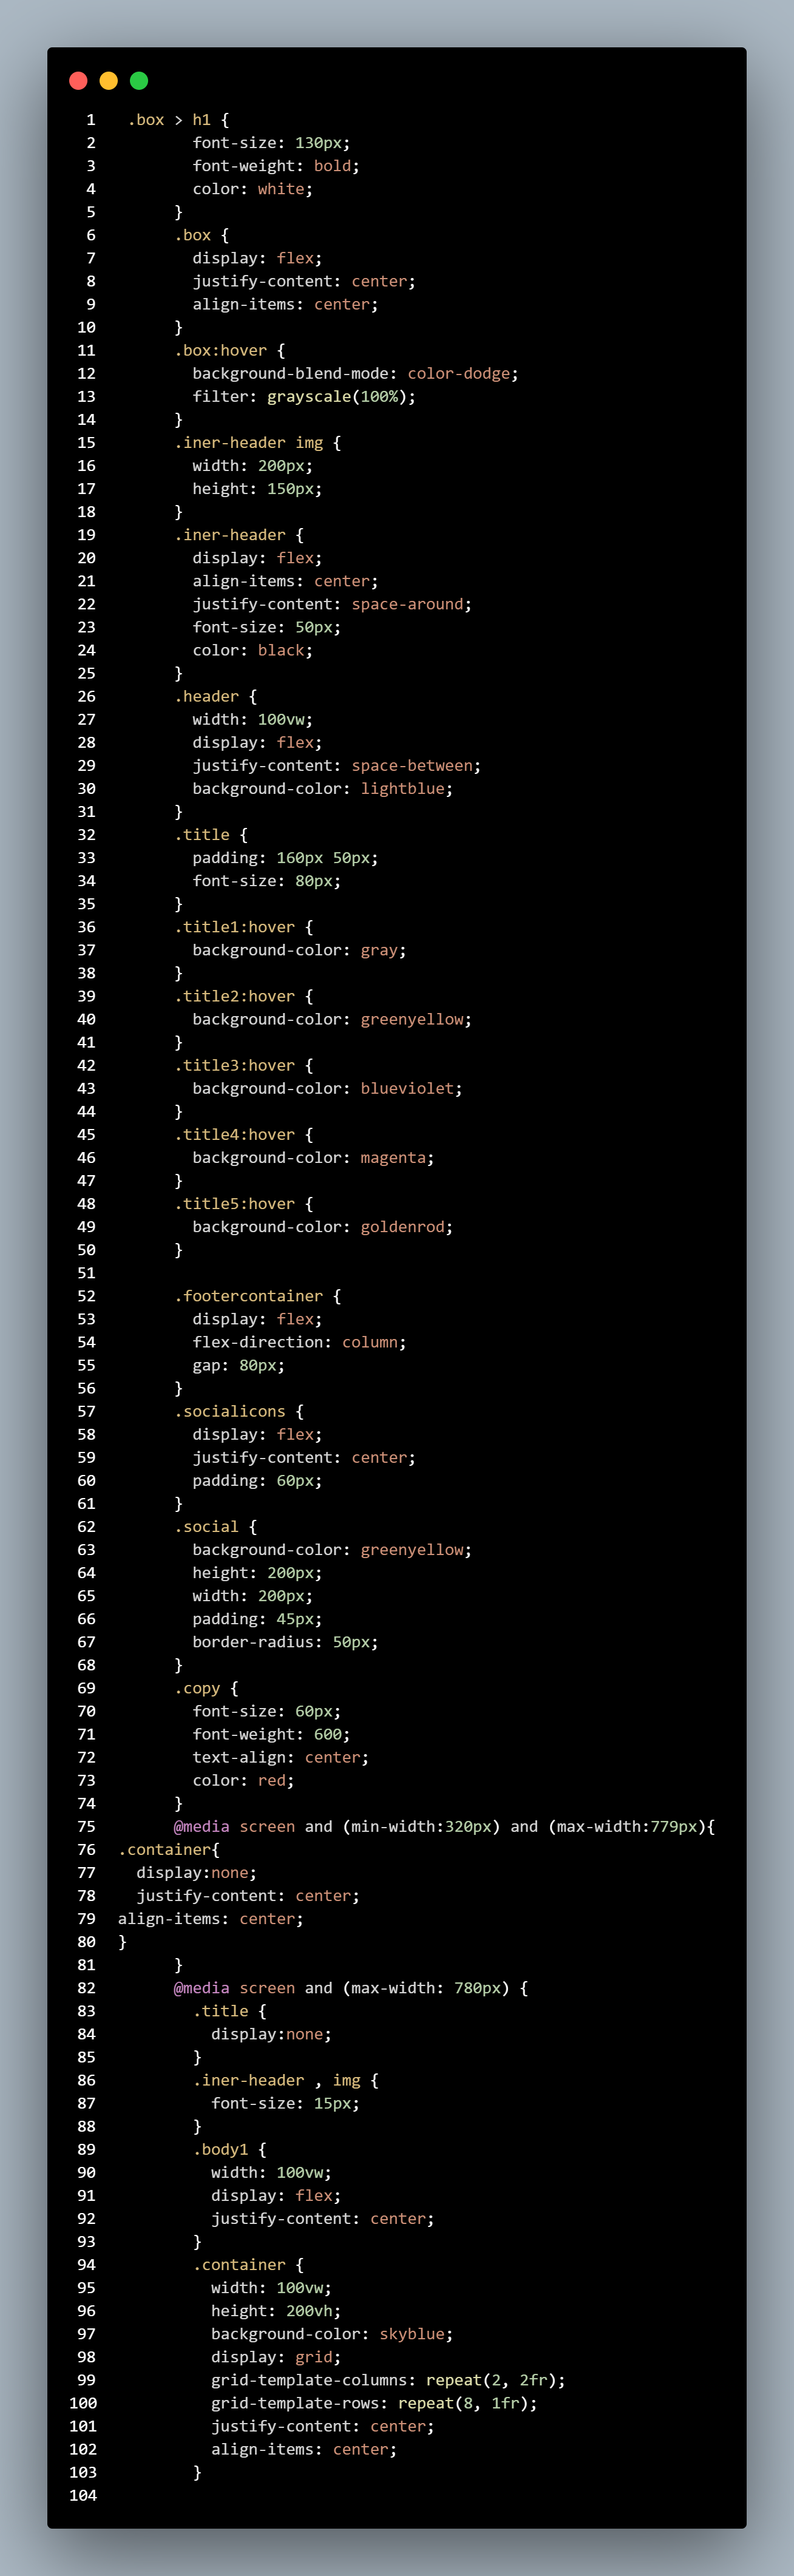 1 .box > h1 {
2 font-size: 130px;
3 font-weight: bold;
4 color: white;
5 }
6 .box {
7 display: flex;
8 justify-content: center;
9 align-items: center;
10 }
11 .box:hover {
12 background-blend-mode: color-dodge;
13 filter: grayscale(100%);
14 }
15 .iner-header img {
16 width: 200px;
17 height: 150px;
18 }
19 .iner-header {
20 display: flex;
21 align-items: center;
22 justify-content: space-around;
23 font-size: 50px;
24 color: black;
25 }
26 .header {
27 width: 100vw;
28 display: flex;
29 justify-content: space-between;
30 background-color: lightblue;
31 }
32 .title {
33 padding: 160px 50px;
34 font-size: 80px;
35 }
36 .title1:hover {
37 background-color: gray;
38 }
39 .title2:hover {
40 background-color: greenyellow;
41 }
42 .title3:hover {
43 background-color: blueviolet;
44 }
45 .title4:hover {
46 background-color: magenta;
47 }
48 .title5:hover {
49 background-color: goldenrod;
50 }
51
52 .footercontainer {
53 display: flex;
54 flex-direction: column;
55 gap: 80px;
56 }
57 .socialicons {
58 display: flex;
59 justify-content: center;
60 padding: 60px;
61 }
62 .social {
63 background-color: greenyellow;
64 height: 200px;
65 width: 200px;
66 padding: 45px;
67 border-radius: 50px;
68 }
69 .copy {
70 font-size: 60px;
71 font-weight: 600;
72 text-align: center;
73 color: red;
74 }
75 @media screen and (min-width:320px) and (max-width:779px){
76 .container{
77 display:none;
78 justify-content: center;
79 align-items: center;
80 }
81 }
82 @media screen and (max-width: 780px) {
83 .title {
84 display:none;
85 }
86 .iner-header , img {
87 font-size: 15px;
88 }
89 .body1 {
90 width: 100vw;
91 display: flex;
92 justify-content: center;
93 }
94 .container {
95 width: 100vw;
96 height: 200vh;
97 background-color: skyblue;
98 display: grid;
99 grid-template-columns: repeat(2, 2fr);
100 grid-template-rows: repeat(8, 1fr);
101 justify-content: center;
102 align-items: center;
103 }
104